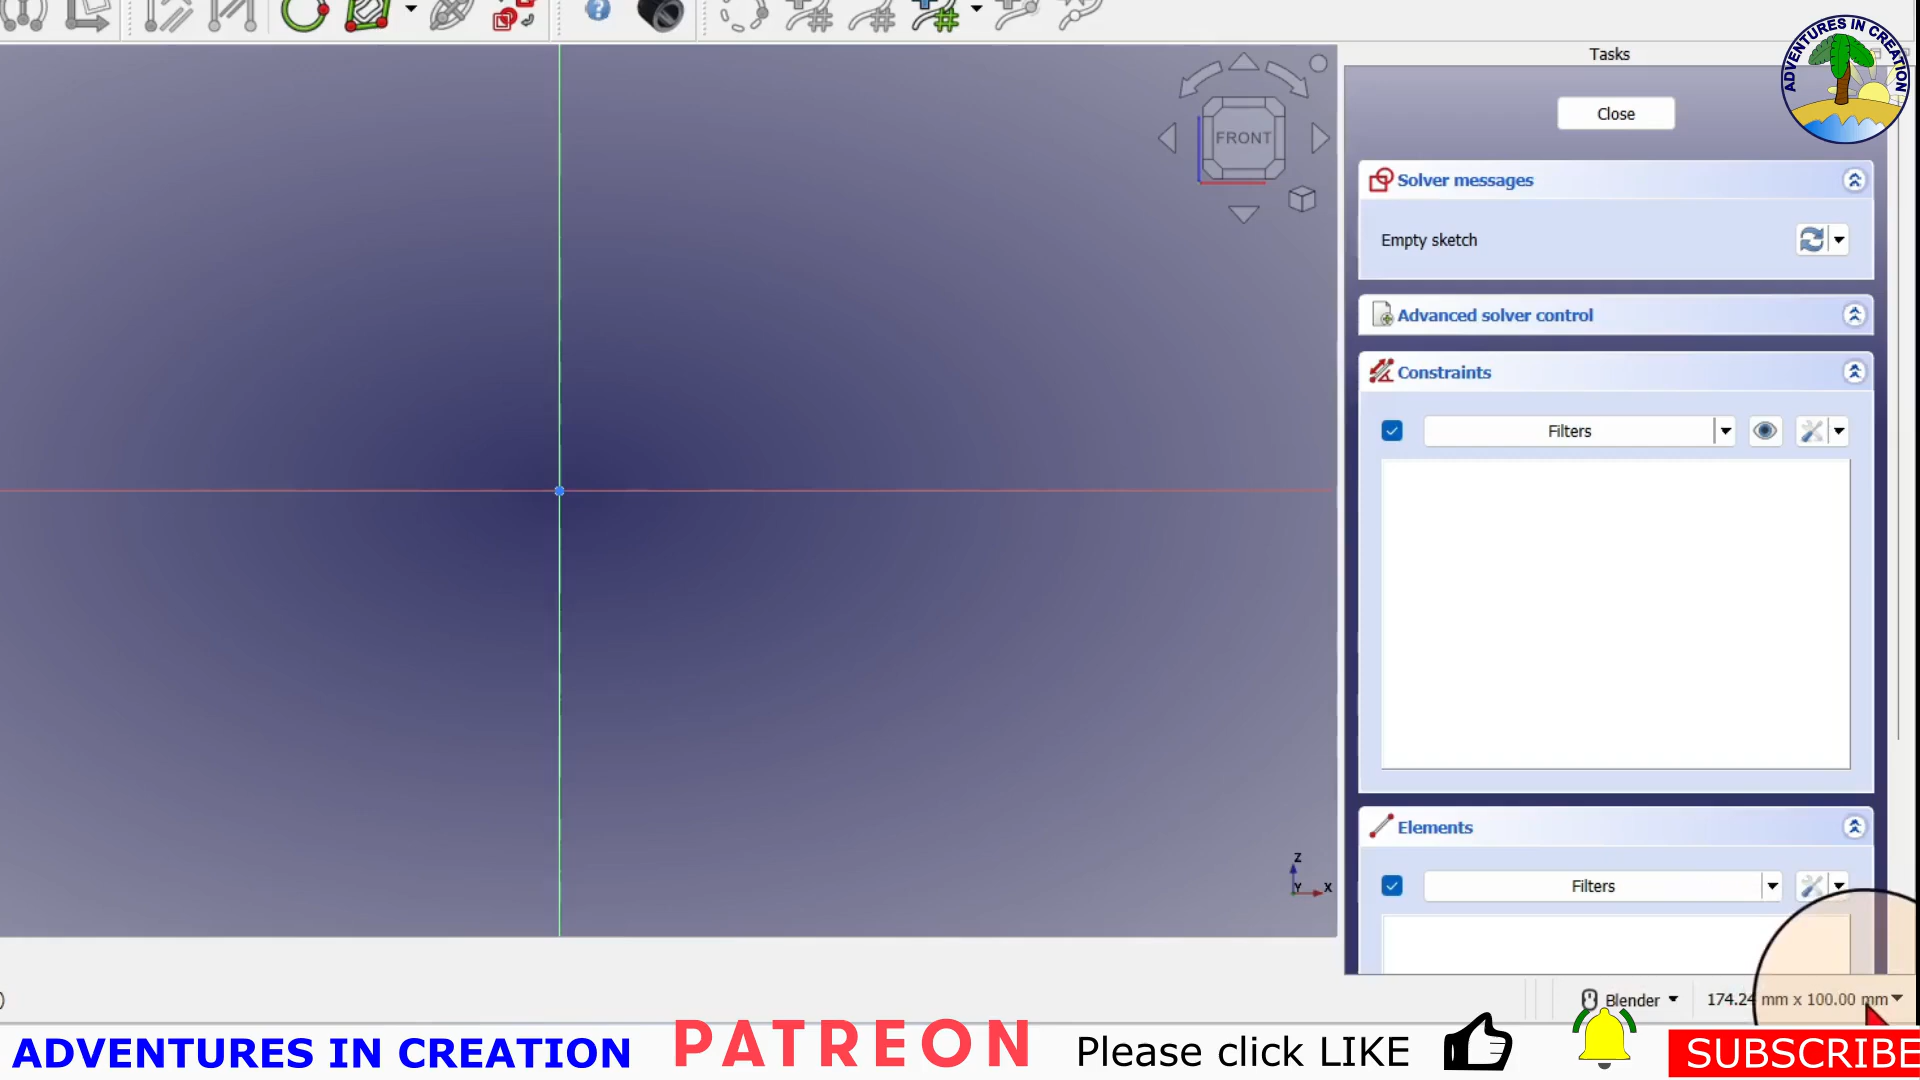 Tasks
ADVENTURES IN CREATION
Close
FRONT
Solver messages
Empty sketch
Advanced solver control
Constraints
Filters
Elements
Filters
Z
Y
X
)
Blender
174.24 mm x 100.00 mm
ADVENTURES IN CREATION
PATREON
Please click LIKE
SUBSCRIBE